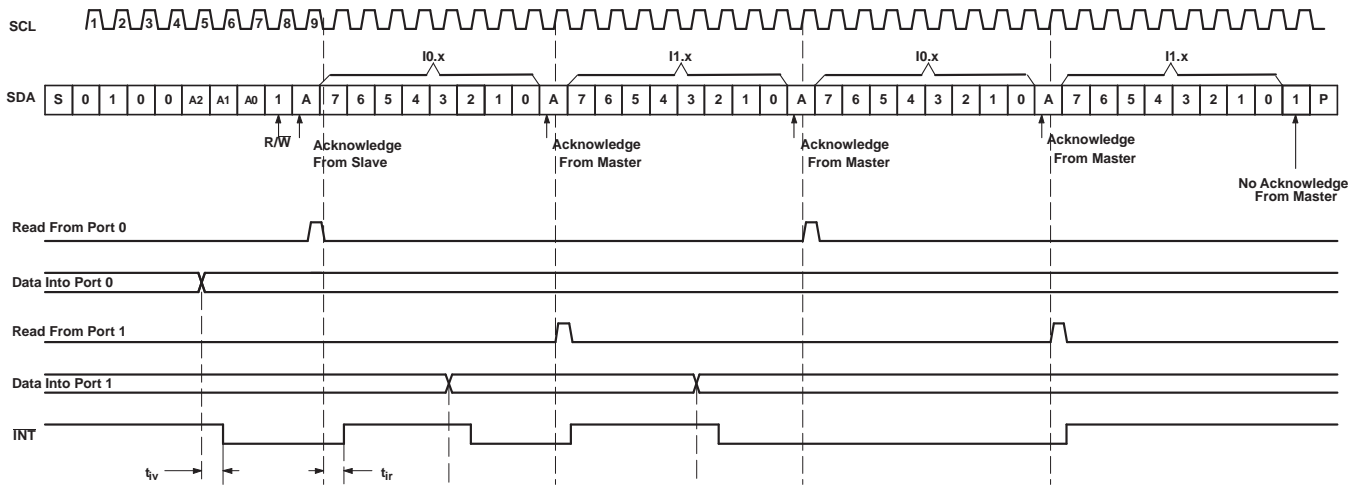 SCL 1 2 3 4 5 6 7 8 9
I0.x I1.x I0.x I1.x
SDA S 0 1 0 0 A2 A1 A0 1 A 7 6 5 4 3 2 1 0 A 7 6 5 4 3 2 1 0 A 7 6 5 4 3 2 1 0 A 7 6 5 4 3 2 1 0 1 P
R/W̅ Acknowledge Acknowledge Acknowledge Acknowledge
From Slave From Master From Master From Master
No Acknowledge
From Master
Read From Port 0
Data Into Port 0
Read From Port 1
Data Into Port 1
I̅N̅T̅
tiv tir